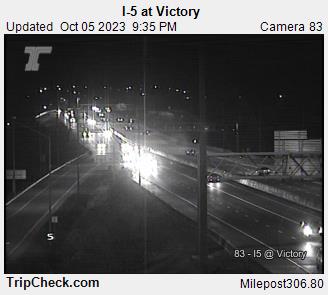 I-5 at Victory
Updated Oct 05 2023 9:35 PM Camera 83
T
S
83 - I5 @ Victory
TripCheck.com Milepost306.80